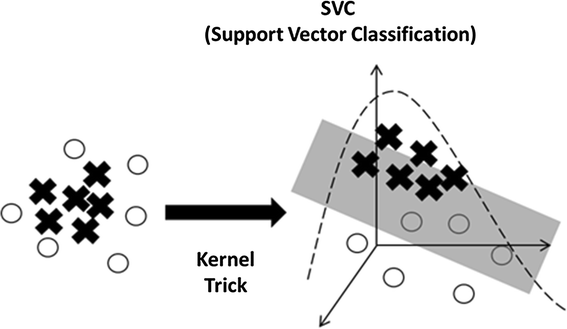 SVC
(Support Vector Classification)
Kernel
Trick